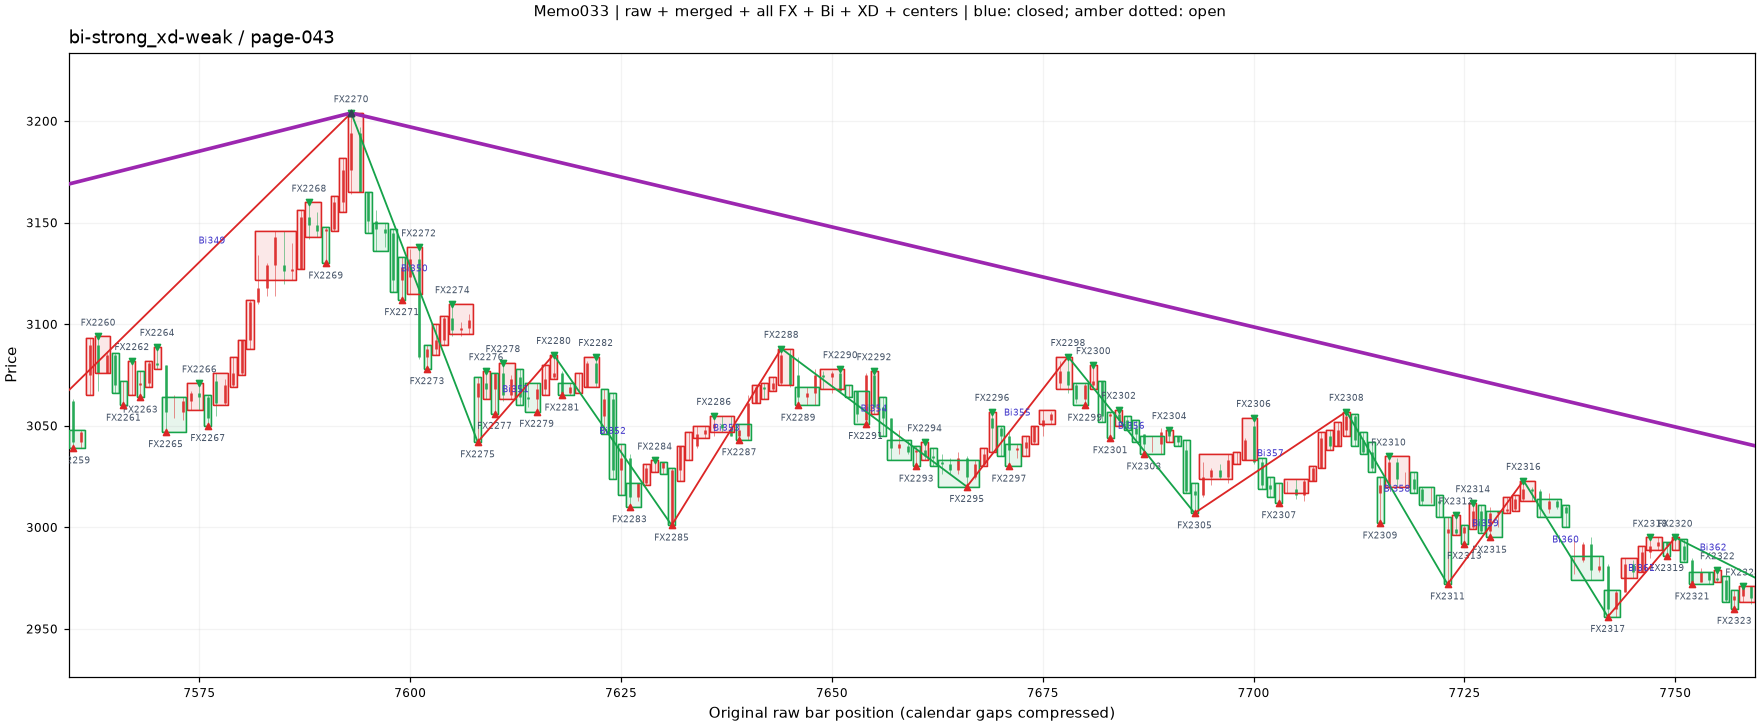 Memo033 | raw + merged + all FX + Bi + XD + centers | blue: closed; amber dotted: open
bi-strong_xd-weak / page-043
Price
3200
3150
3100
3050
3000
2950
7575
7600
7625
7650
7675
7700
7725
7750
Original raw bar position (calendar gaps compressed)
FX2260
FX2261
FX2262
FX2264
FX2265
FX2266
FX2267
FX2268
FX2269
FX2270
FX2271
FX2272
FX2273
FX2274
FX2275
FX2276
FX2277
FX2278
FX2279
FX2280
FX2281
FX2282
FX2283
FX2284
FX2285
FX2286
FX2287
FX2288
FX2289
FX2290
FX2291
FX2292
FX2293
FX2294
FX2295
FX2296
FX2297
FX2298
FX2299
FX2300
FX2301
FX2302
FX2303
FX2304
FX2305
FX2306
FX2307
FX2308
FX2309
FX2310
FX2311
FX2313
FX2314
FX2315
FX2316
FX2317
FX2319
FX2320
FX2321
FX2322
FX2323
Bi349
Bi350
Bi351
Bi352
Bi354
Bi355
Bi356
Bi357
Bi358
Bi359
Bi360
Bi362